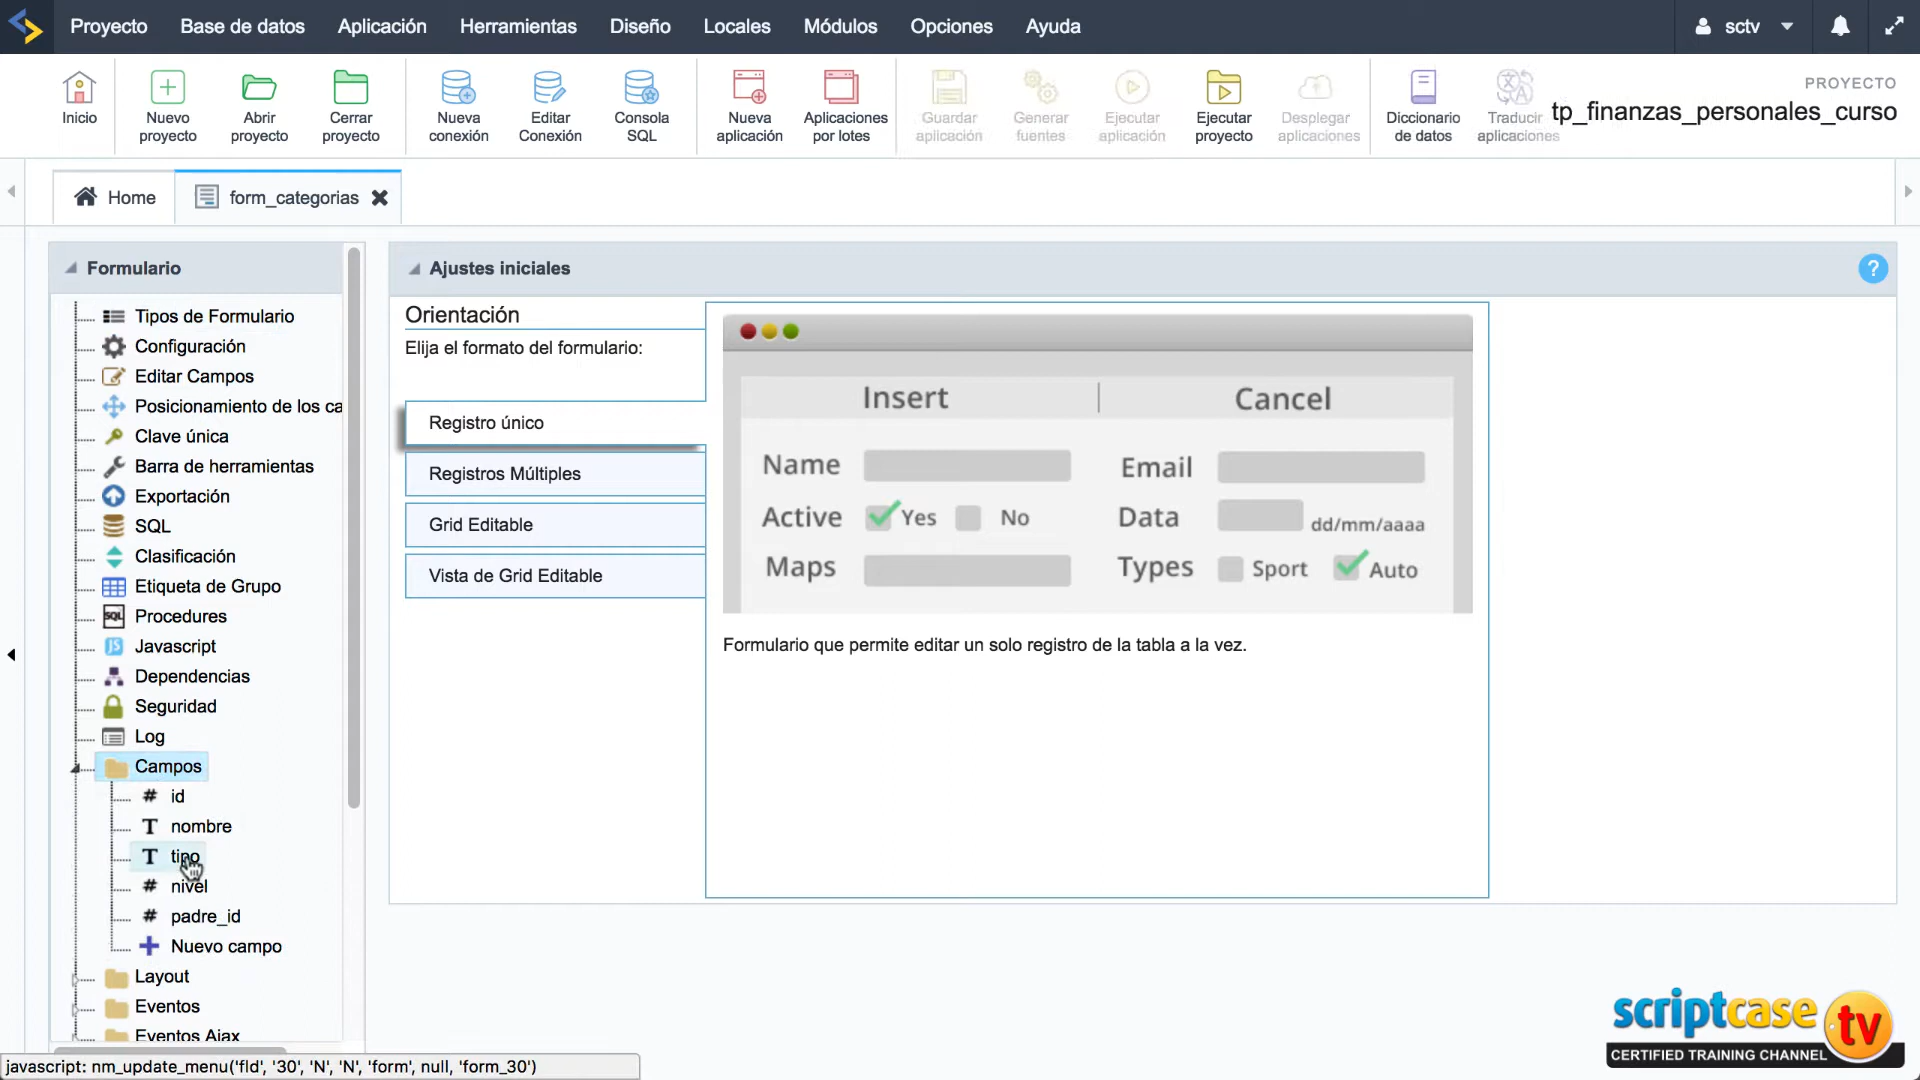 Proyecto Base de datos Aplicación Herramientas Diseño Locales Módulos Opciones Ayuda sctv
Inicio
Nuevo proyecto
Abrir proyecto
Cerrar proyecto
Nueva conexión
Editar Conexión
Consola SQL
Nueva aplicación
Aplicaciones por lotes
Guardar aplicación
Generar fuentes
Ejecutar aplicación
Ejecutar proyecto
Desplegar aplicaciones
Diccionario de datos
Traducir aplicaciones
PROYECTO
tp_finanzas_personales_curso
Home
form_categorias
Formulario
Tipos de Formulario
Configuración
Editar Campos
Posicionamiento de los ca
Clave única
Barra de herramientas
Exportación
SQL
Clasificación
Etiqueta de Grupo
SQL Procedures
JS Javascript
Dependencias
Seguridad
Log
Campos
# id
T nombre
T tipo
# nivel
# padre_id
Nuevo campo
Layout
Eventos
Eventos Ajax
Ajustes iniciales
?
Orientación
Elija el formato del formulario:
Registro único
Registros Múltiples
Grid Editable
Vista de Grid Editable
Insert | Cancel
Name Email
Active Yes No Data dd/mm/aaaa
Maps Types Sport Auto
Formulario que permite editar un solo registro de la tabla a la vez.
scriptcase tv
CERTIFIED TRAINING CHANNEL
javascript: nm_update_menu('fld', '30', 'N', 'N', 'form', null, 'form_30')